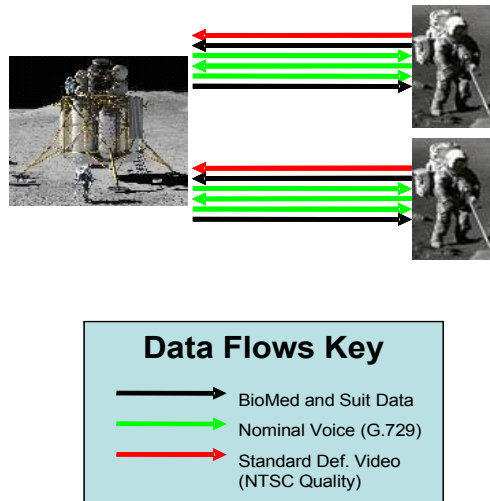 Data Flows Key
BioMed and Suit Data
Nominal Voice (G.729)
Standard Def. Video
(NTSC Quality)